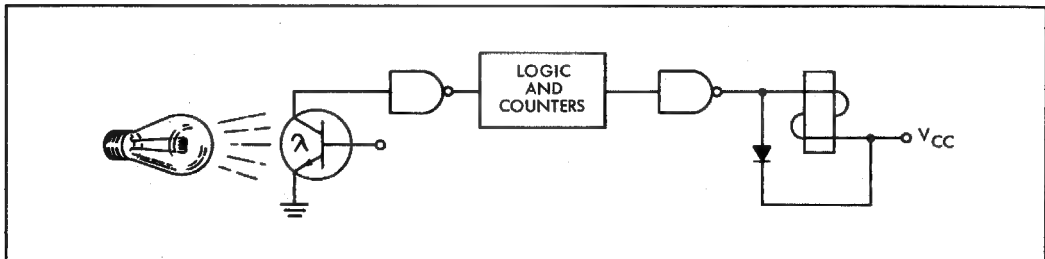 LOGIC
AND
COUNTERS
λ
VCC